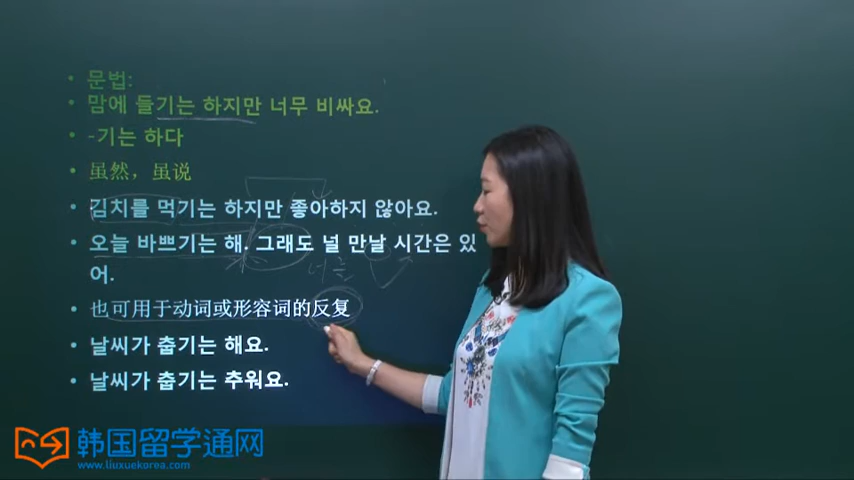 • 문법:
• 맘에 들기는 하지만 너무 비싸요.
• -기는 하다
• 虽然，虽说
• 김치를 먹기는 하지만 좋아하지 않아요.
• 오늘 바쁘기는 해. 그래도 널 만날 시간은 있
어.
너를
• 也可用于动词或形容词的反复
• 날씨가 춥기는 해요.
• 날씨가 춥기는 추워요.
韩国留学通网
www.liuxuekorea.com